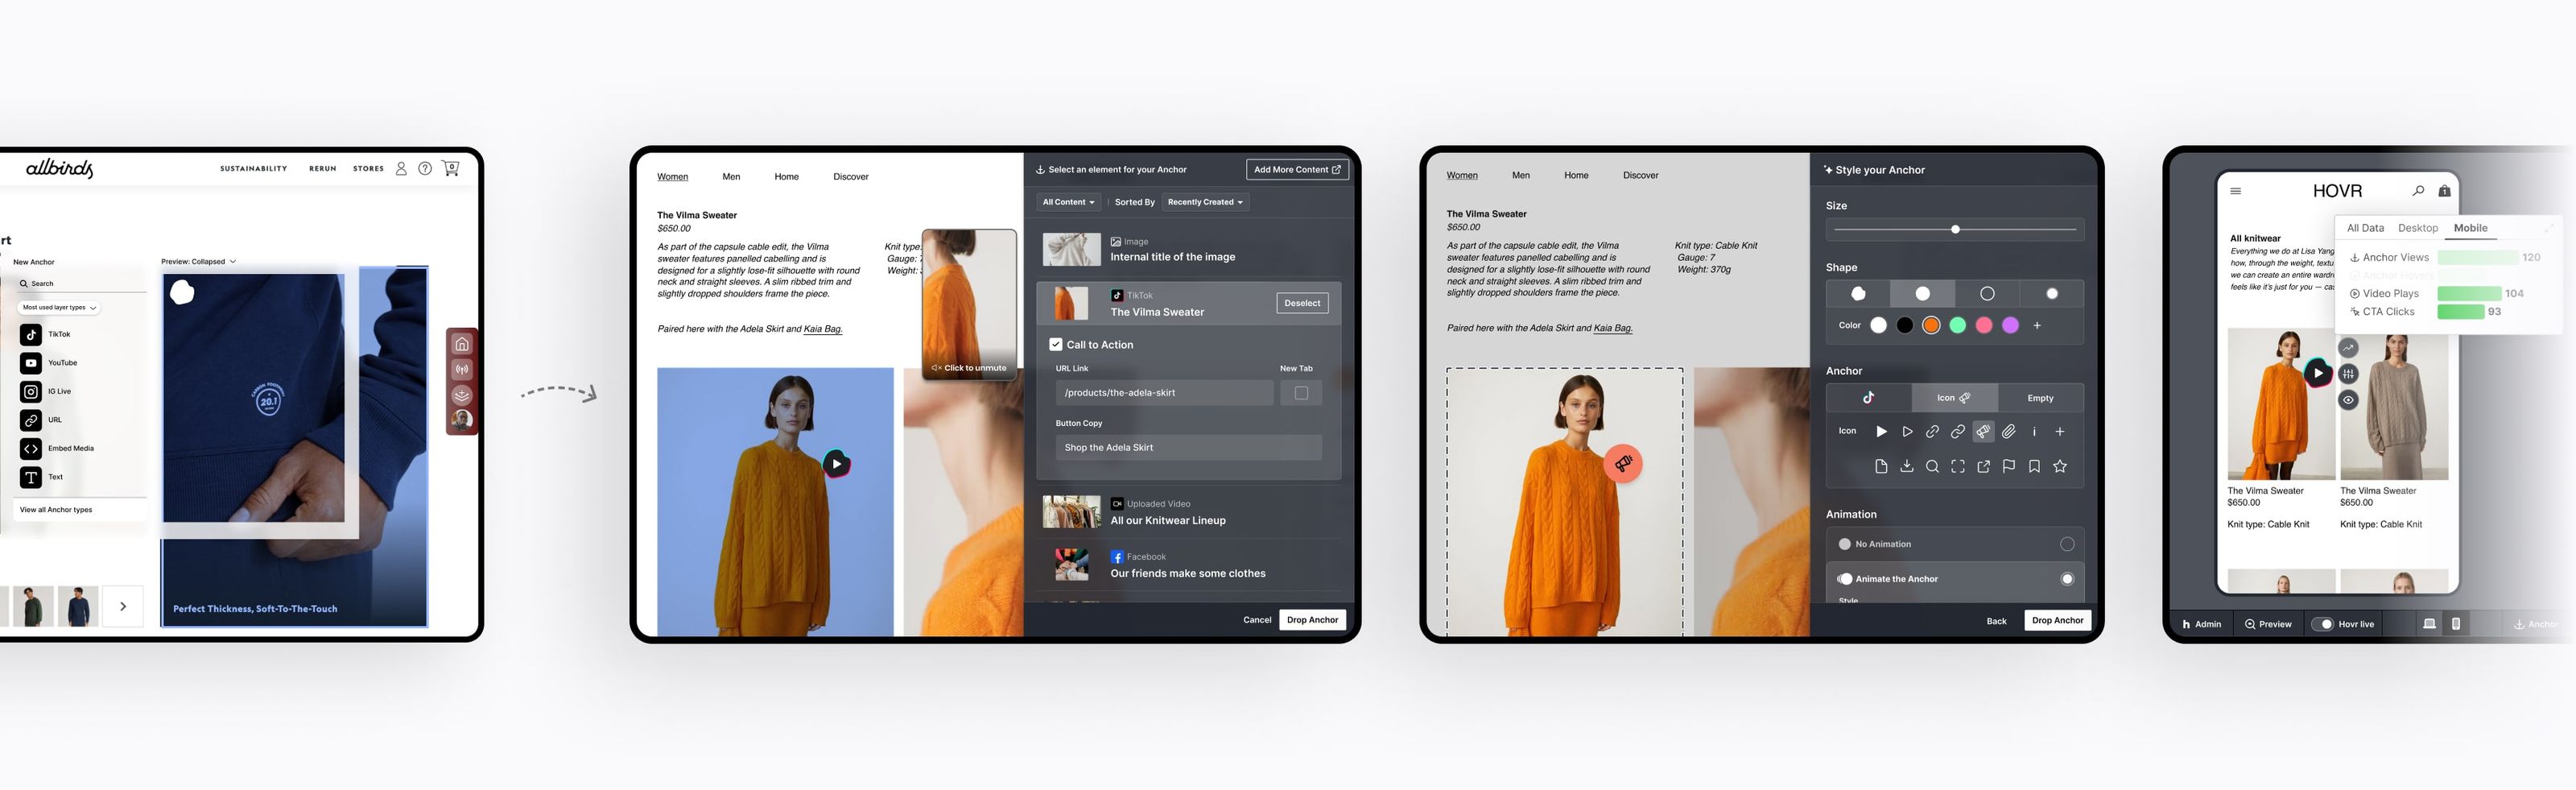 allbirds
SUSTAINABILITY
RERUN
STORES
0
rt
New Anchor
Search
Most used layer types
TikTok
YouTube
IG Live
URL
Embed Media
Text
View all Anchor types
Preview: Collapsed
20.1
Perfect Thickness, Soft-To-The-Touch
Women
Men
Home
Discover
The Vilma Sweater
$650.00
As part of the capsule cable edit, the Vilma
sweater features panelled cabelling and is
designed for a slightly lose-fit silhouette with round
neck and straight sleeves. A slim ribbed trim and
slightly dropped shoulders frame the piece.
Knit type:
Gauge:
Weight:
Paired here with the Adela Skirt and Kaia Bag.
Click to unmute
Select an element for your Anchor
Add More Content
All Content
Sorted By
Recently Created
Image
Internal title of the image
TikTok
The Vilma Sweater
Deselect
Call to Action
URL Link
New Tab
/products/the-adela-skirt
Button Copy
Shop the Adela Skirt
Uploaded Video
All our Knitwear Lineup
Facebook
Our friends make some clothes
Cancel
Drop Anchor
Women
Men
Home
Discover
The Vilma Sweater
$650.00
As part of the capsule cable edit, the Vilma
sweater features panelled cabelling and is
designed for a slightly lose-fit silhouette with round
neck and straight sleeves. A slim ribbed trim and
slightly dropped shoulders frame the piece.
Knit type: Cable Knit
Gauge: 7
Weight: 370g
Paired here with the Adela Skirt and Kaia Bag.
Style your Anchor
Size
Shape
Color
Anchor
Icon
Empty
Icon
Animation
No Animation
Animate the Anchor
Style
Back
Drop Anchor
HOVR
1
All knitwear
Everything we do at Lisa Yang
how, through the weight, textu
we can create an entire wardr
feels like it's just for you — cas
All Data
Desktop
Mobile
Anchor Views
120
Anchor Hovers
Video Plays
104
CTA Clicks
93
The Vilma Sweater
$650.00
Knit type: Cable Knit
The Vilma Sweater
$650.00
Knit type: Cable Knit
h Admin
Preview
Hovr live
Anchor